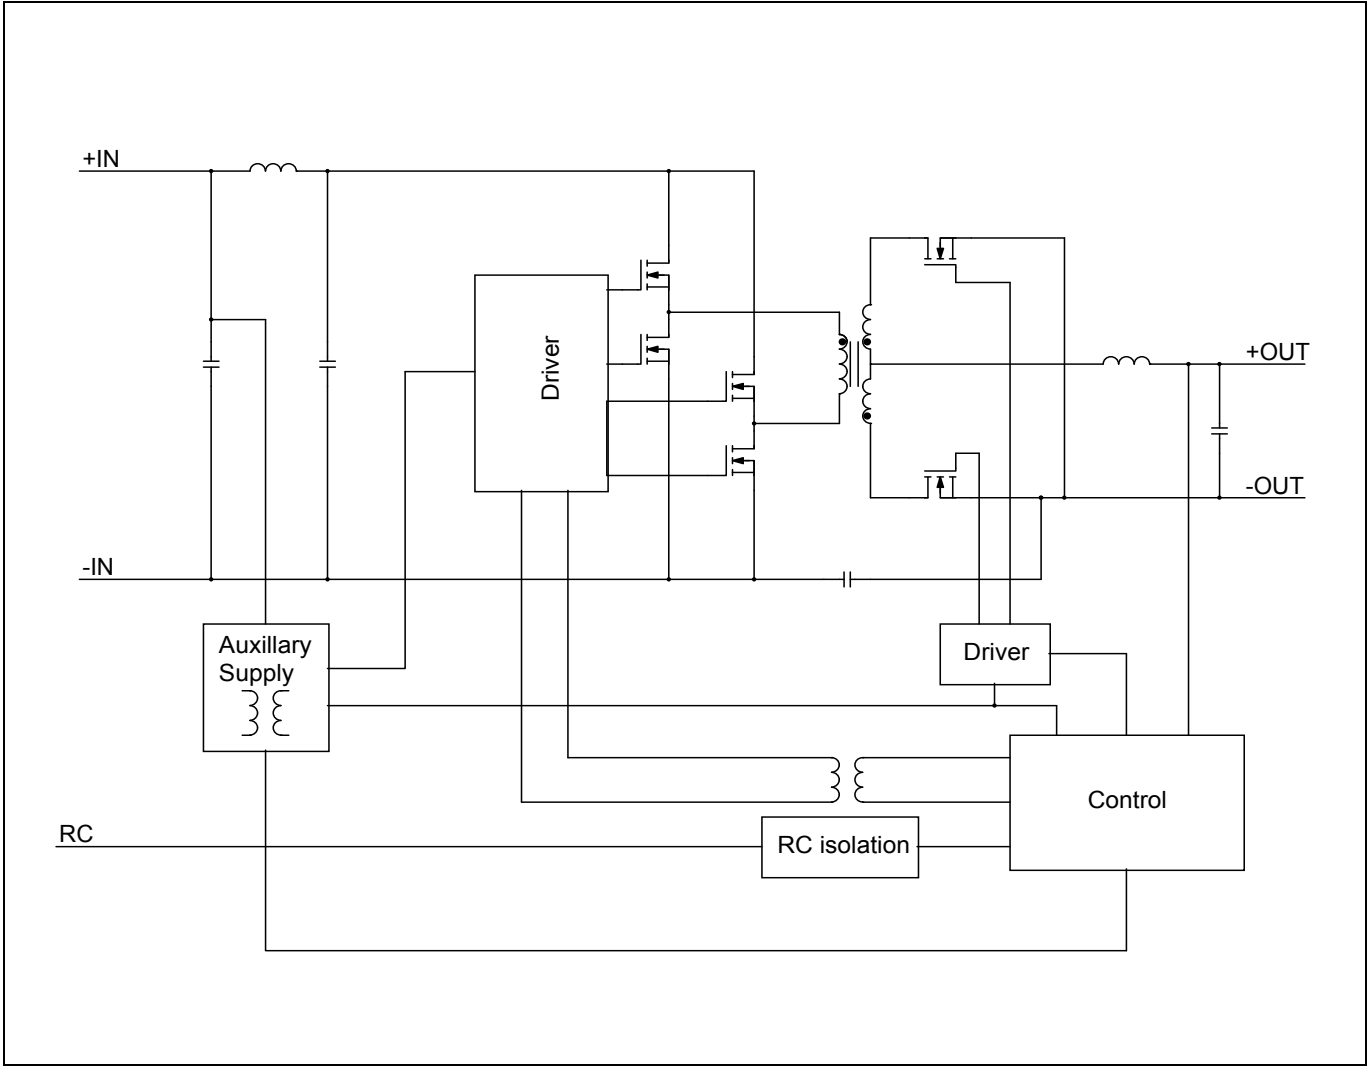 +IN
Driver
+OUT
-OUT
-IN
Auxillary
Supply
Driver
Control
RC
RC isolation